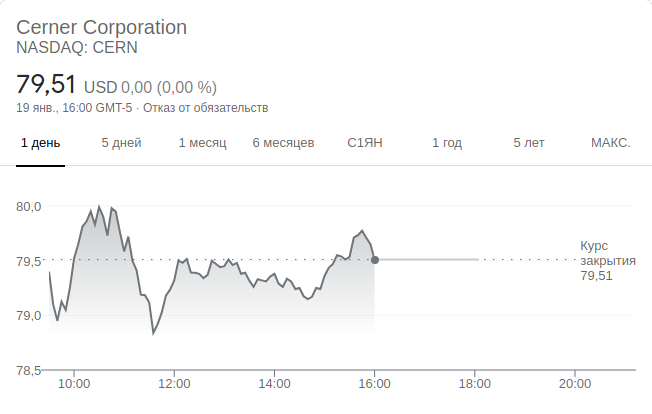 Cerner Corporation
NASDAQ: CERN
79,51 USD 0,00 (0,00 %)
19 янв., 16:00 GMT-5 · Отказ от обязательств
1 день 5 дней 1 месяц 6 месяцев С1ЯН 1 год 5 лет МАКС.
80,0
79,5
79,0
78,5
Курс
закрытия
79,51
10:00 12:00 14:00 16:00 18:00 20:00